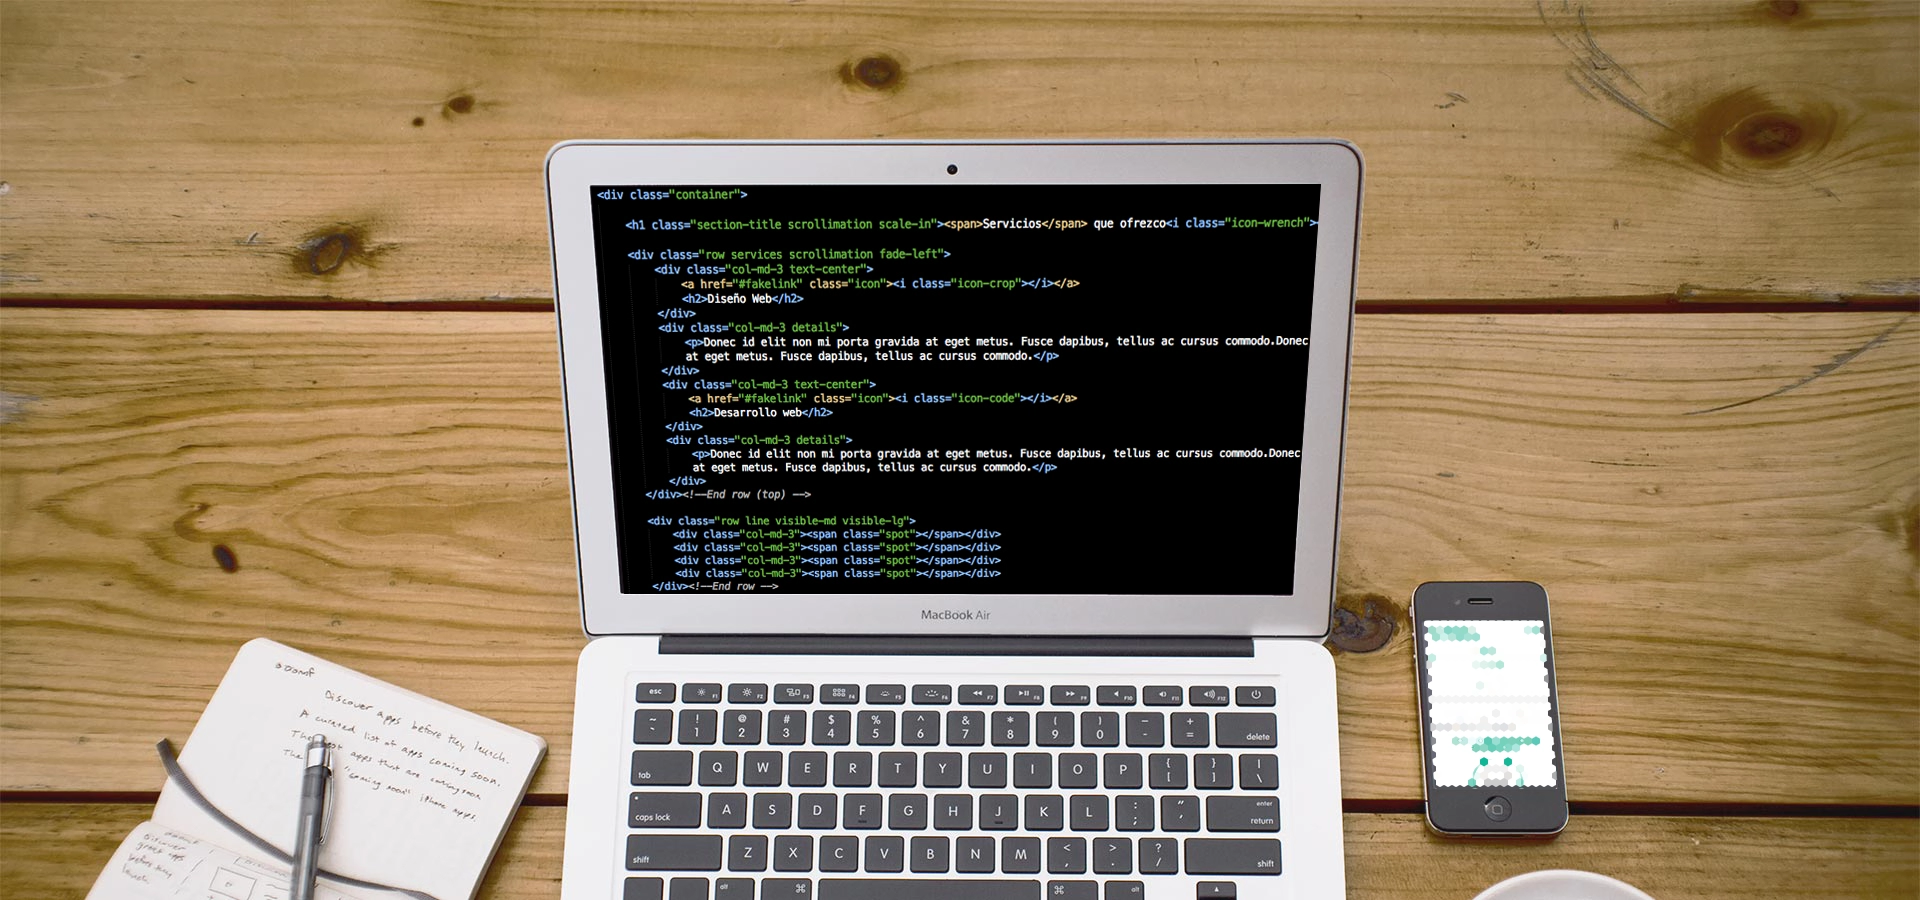 <div class="container">
<h1 class="section-title scrollimation scale-in"><span>Servicios</span> que ofrezco<i class="icon-wrench">
<div class="row services scrollimation fade-left">
<div class="col-md-3 text-center">
<a href="#fakelink" class="icon"><i class="icon-crop"></i></a>
<h2>Diseño Web</h2>
</div>
<div class="col-md-3 details">
<p>Donec id elit non mi porta gravida at eget metus. Fusce dapibus, tellus ac cursus commodo.Donec
at eget metus. Fusce dapibus, tellus ac cursus commodo.</p>
</div>
<div class="col-md-3 text-center">
<a href="#fakelink" class="icon"><i class="icon-code"></i></a>
<h2>Desarrollo web</h2>
</div>
<div class="col-md-3 details">
<p>Donec id elit non mi porta gravida at eget metus. Fusce dapibus, tellus ac cursus commodo.Donec
at eget metus. Fusce dapibus, tellus ac cursus commodo.</p>
</div>
</div><!--End row (top) -->
<div class="row line visible-md visible-lg">
<div class="col-md-3"><span class="spot"></span></div>
<div class="col-md-3"><span class="spot"></span></div>
<div class="col-md-3"><span class="spot"></span></div>
<div class="col-md-3"><span class="spot"></span></div>
</div><!--End row -->
MacBook Air
Discover apps before they launch.
A curated list of apps coming soon.
The best apps that are coming soon
The "coming soon" iPhone apps.
Discover
great apps
before they
launch.
esc F1 F2 F3 F4 F5 F6 F7 F8 F9 F10 F11 F12
~ ! @ # $ % ^ & * ( ) — +
` 1 2 3 4 5 6 7 8 9 0 - = delete
tab Q W E R T Y U I O P { [ } ] | \
caps lock A S D F G H J K L : ; " ' enter return
shift Z X C V B N M < , > . ? / shift
alt ⌘ ⌘ alt